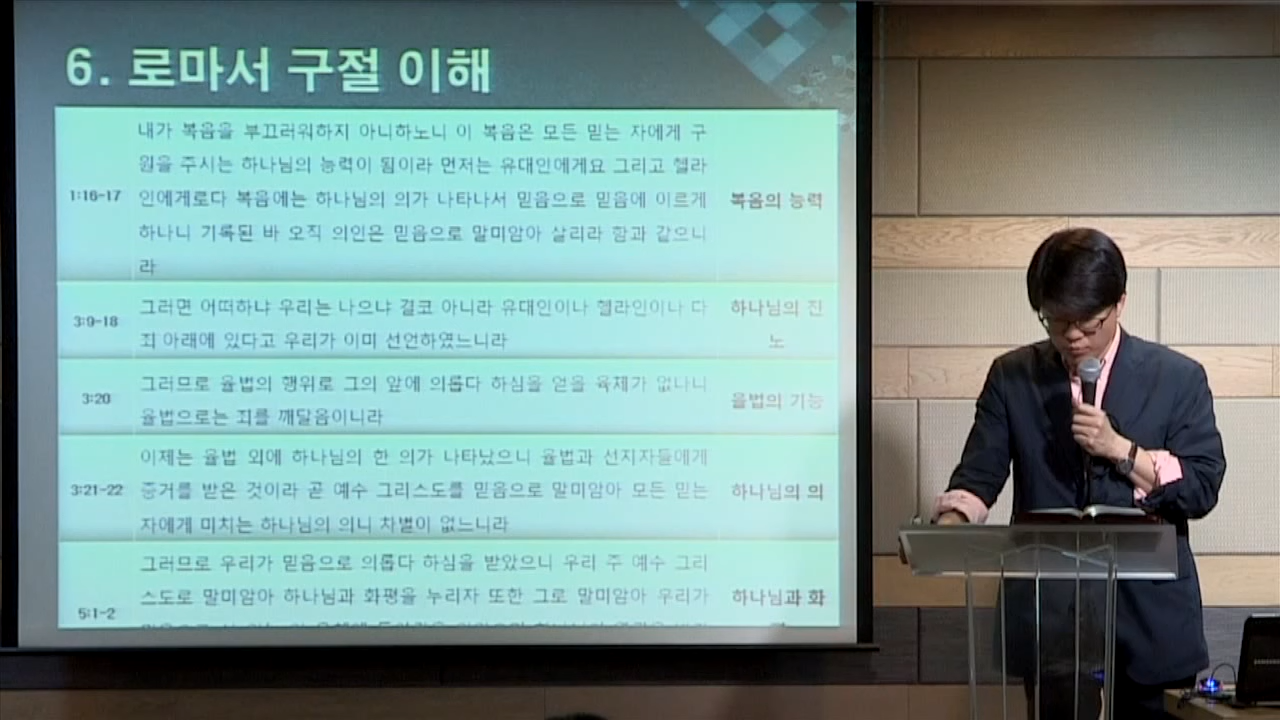 6. 로마서 구절 이해
내가 복음을 부끄러워하지 아니하노니 이 복음은 모든 믿는 자에게 구
원을 주시는 하나님의 능력이 됨이라 먼저는 유대인에게요 그리고 헬라
1:16-17 인에게로다 복음에는 하나님의 의가 나타나서 믿음으로 믿음에 이르게 복음의 능력
하나니 기록된 바 오직 의인은 믿음으로 말미암아 살리라 함과 같으니
라
그러면 어떠하냐 우리는 나으냐 결코 아니라 유대인이나 헬라인이나 다 하나님의 진
3:9-18
죄 아래에 있다고 우리가 이미 선언하였느니라 노
그러므로 율법의 행위로 그의 앞에 의롭다 하심을 얻을 육체가 없나니
3:20 율법의 기능
율법으로는 죄를 깨달음이니라
이제는 율법 외에 하나님의 한 의가 나타났으니 율법과 선지자들에게
3:21-22 증거를 받은 것이라 곧 예수 그리스도를 믿음으로 말미암아 모든 믿는 하나님의 의
자에게 미치는 하나님의 의니 차별이 없느니라
그러므로 우리가 믿음으로 의롭다 하심을 받았으니 우리 주 예수 그리
스도로 말미암아 하나님과 화평을 누리자 또한 그로 말미암아 우리가 하나님과 화
5:1-2